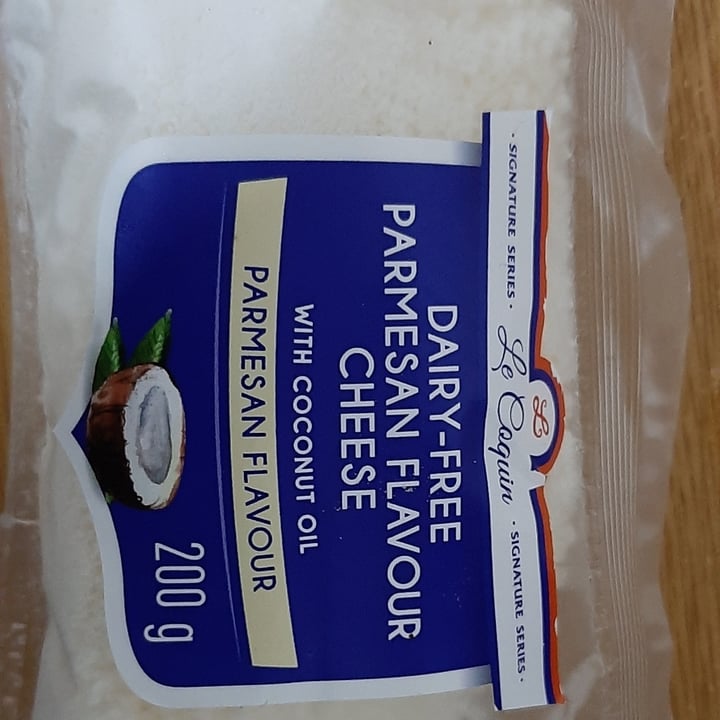 L
· SIGNATURE SERIES · Le Coquin · SIGNATURE SERIES ·
DAIRY-FREE
PARMESAN FLAVOUR
CHEESE
WITH COCONUT OIL
PARMESAN FLAVOUR
200 g